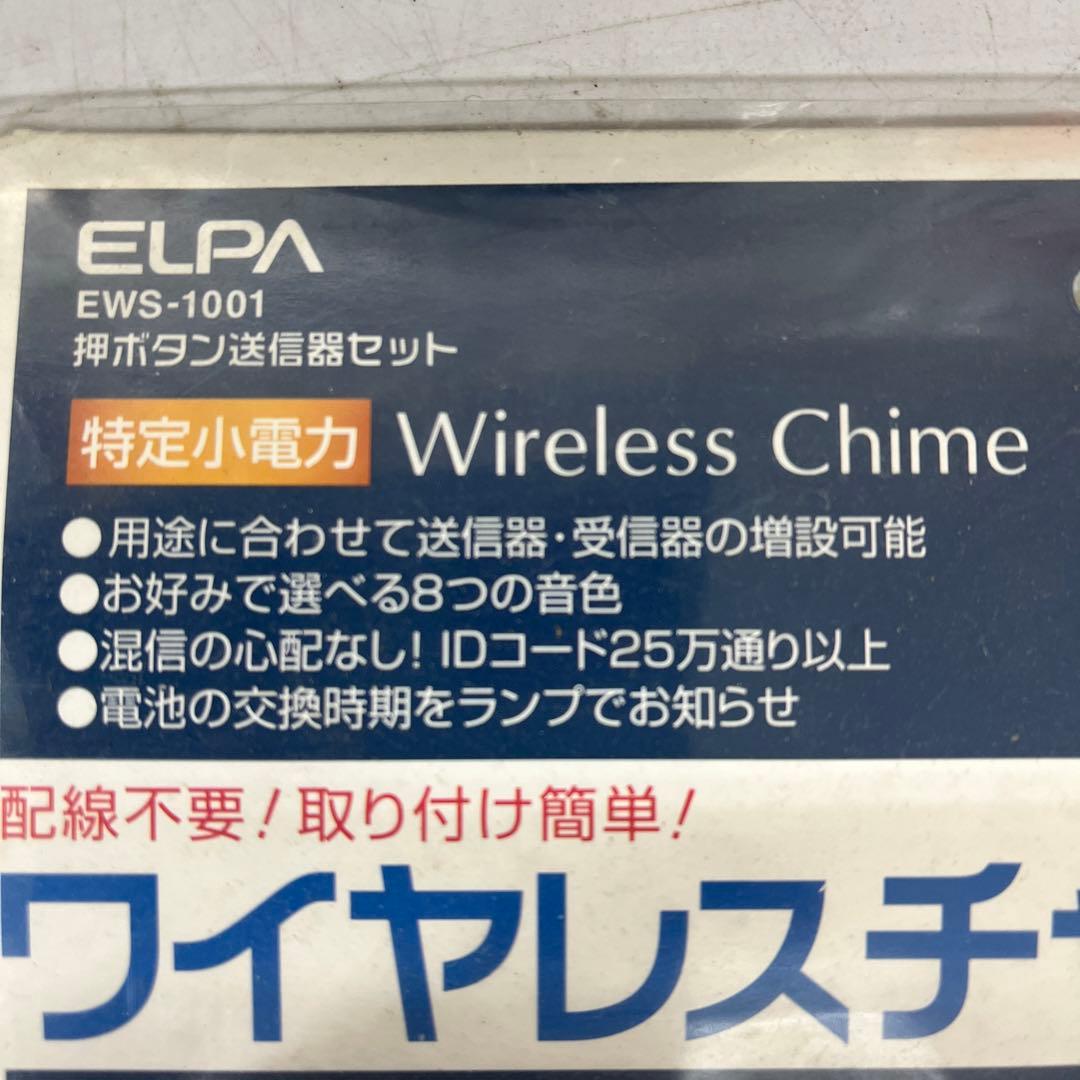 ELPA
EWS-1001
押ボタン送信器セット
特定小電力 Wireless Chime
●用途に合わせて送信器・受信器の増設可能
●お好みで選べる8つの音色
●混信の心配なし! IDコード25万通り以上
●電池の交換時期をランプでお知らせ
配線不要!取り付け簡単!
ワイヤレスチ